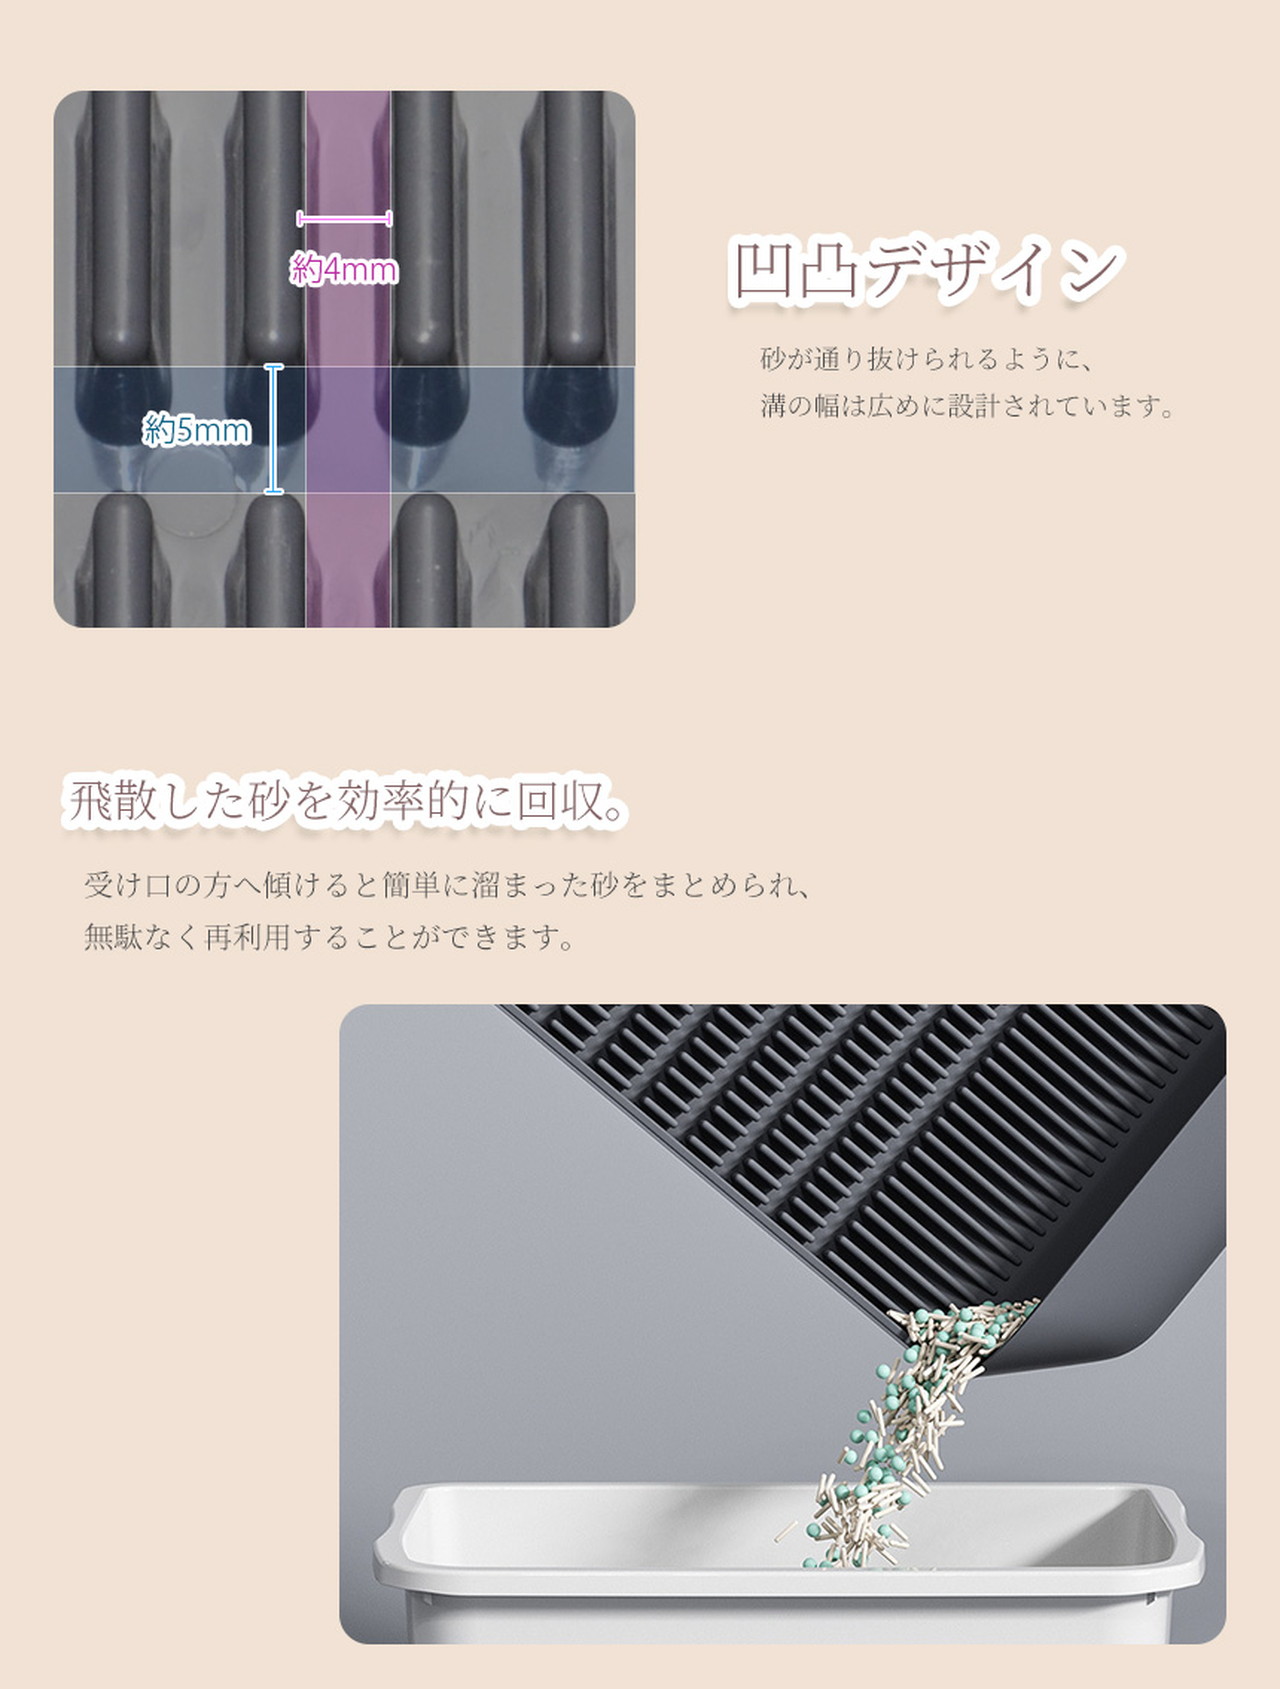 約4mm
約5mm
凹凸デザイン
砂が通り抜けられるように、
溝の幅は広めに設計されています。
飛散した砂を効率的に回収。
受け口の方へ傾けると簡単に溜まった砂をまとめられ、
無駄なく再利用することができます。